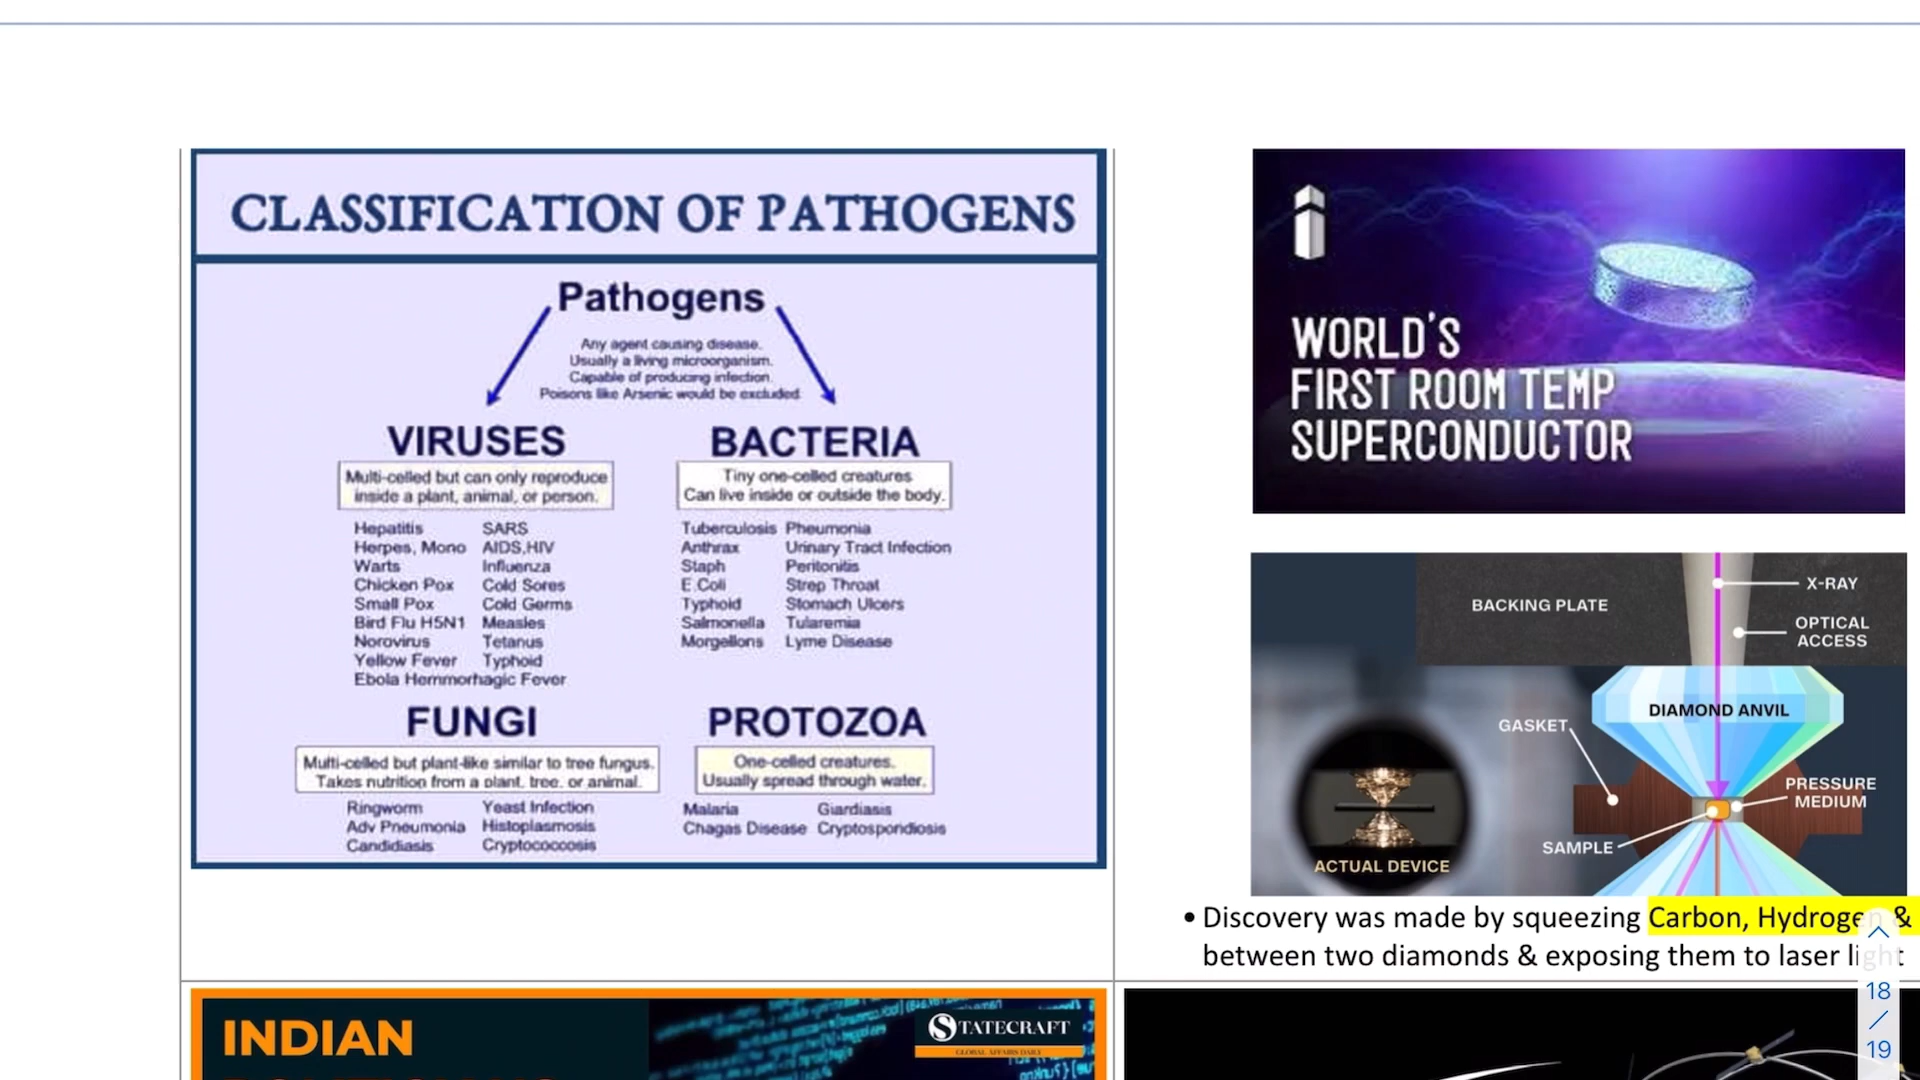 CLASSIFICATION OF PATHOGENS
Pathogens
Any agent causing disease.
Usually a living microorganism.
Capable of producing infection.
Poisons like Arsenic would be excluded
VIRUSES
Multi-celled but can only reproduce
inside a plant, animal, or person.
Hepatitis SARS
Herpes, Mono AIDS,HIV
Warts Influenza
Chicken Pox Cold Sores
Small Pox Cold Germs
Bird Flu H5N1 Measles
Norovirus Tetanus
Yellow Fever Typhoid
Ebola Hemmorhagic Fever
BACTERIA
Tiny one-celled creatures
Can live inside or outside the body.
Tuberculosis Pheumonia
Anthrax Urinary Tract Infection
Staph Peritonitis
E.Coli Strep Throat
Typhoid Stomach Ulcers
Salmonella Tularemia
Morgellons Lyme Disease
FUNGI
Multi-celled but plant-like similar to tree fungus.
Takes nutrition from a plant, tree, or animal.
Ringworm Yeast Infection
Adv Pneumonia Histoplasmosis
Candidiasis Cryptococcosis
PROTOZOA
One-celled creatures.
Usually spread through water.
Malaria Giardiasis
Chagas Disease Cryptospondiosis
WORLD'S
FIRST ROOM TEMP
SUPERCONDUCTOR
BACKING PLATE
X-RAY
OPTICAL
ACCESS
DIAMOND ANVIL
GASKET
PRESSURE
MEDIUM
SAMPLE
ACTUAL DEVICE
• Discovery was made by squeezing Carbon, Hydrogen &
between two diamonds & exposing them to laser light
INDIAN
STATECRAFT
GLOBAL AFFAIRS DAILY
18
/
19